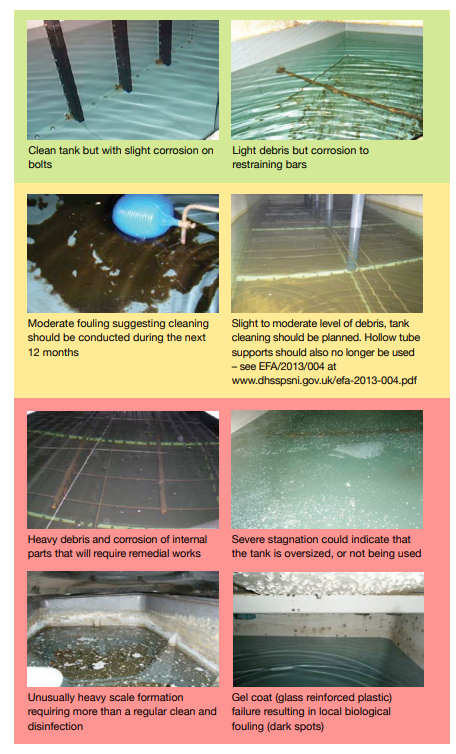 Clean tank but with slight corrosion on
bolts
Light debris but corrosion to
restraining bars
Moderate fouling suggesting cleaning
should be conducted during the next
12 months
Slight to moderate level of debris, tank
cleaning should be planned. Hollow tube
supports should also no longer be used
– see EFA/2013/004 at
www.dhsspsni.gov.uk/efa-2013-004.pdf
Heavy debris and corrosion of internal
parts that will require remedial works
Severe stagnation could indicate that
the tank is oversized, or not being used
Unusually heavy scale formation
requiring more than a regular clean and
disinfection
Gel coat (glass reinforced plastic)
failure resulting in local biological
fouling (dark spots)